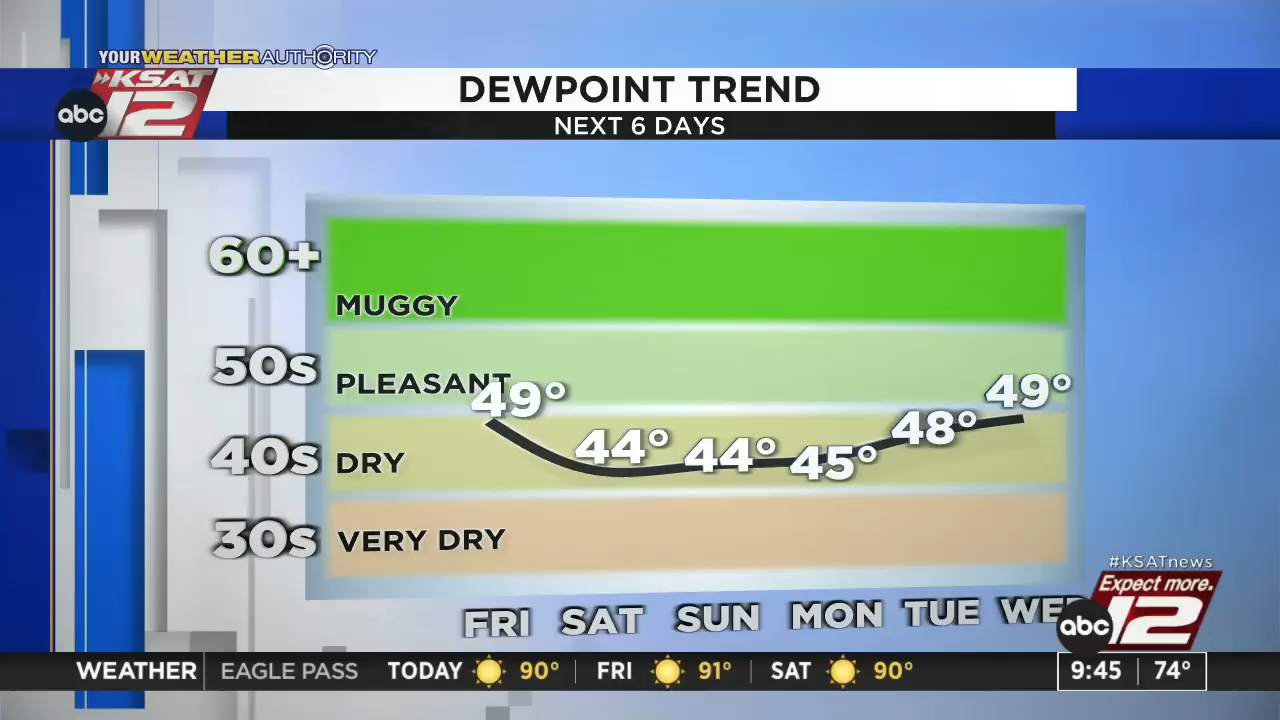 YOURWEATHERAUTHORITY
KSAT
abc 12
DEWPOINT TREND
NEXT 6 DAYS
60+
MUGGY
50s
PLEASANT
49°
49°
40s
DRY
44°
44°
45°
48°
30s
VERY DRY
FRI SAT SUN MON TUE WED
#KSATnews
Expect more.
abc 12
WEATHER EAGLE PASS TODAY 90° FRI 91° SAT 90° 9:45 74°